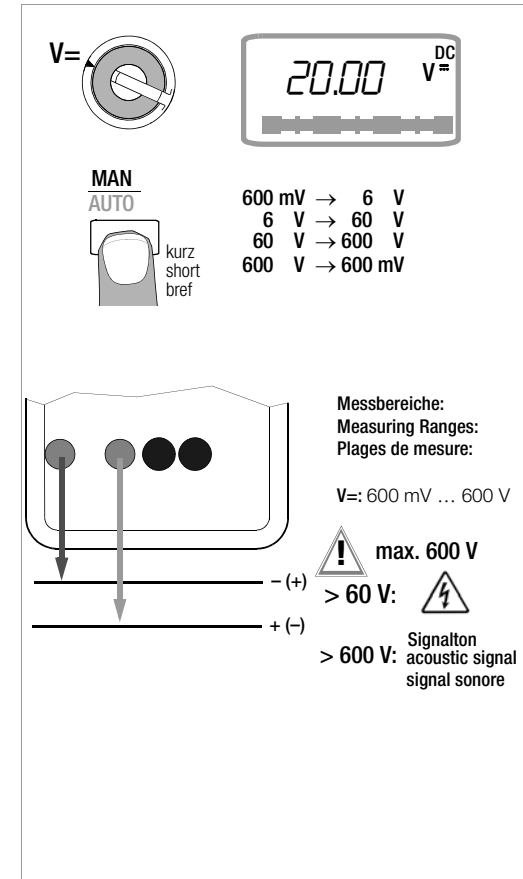 V=
20.00 V DC
MAN
AUTO
kurz
short
bref
600 mV → 6 V
6 V → 60 V
60 V → 600 V
600 V → 600 mV
Messbereiche:
Measuring Ranges:
Plages de mesure:
V=: 600 mV … 600 V
! max. 600 V
– (+)
> 60 V:
+ (–)
> 600 V: Signalton
acoustic signal
signal sonore